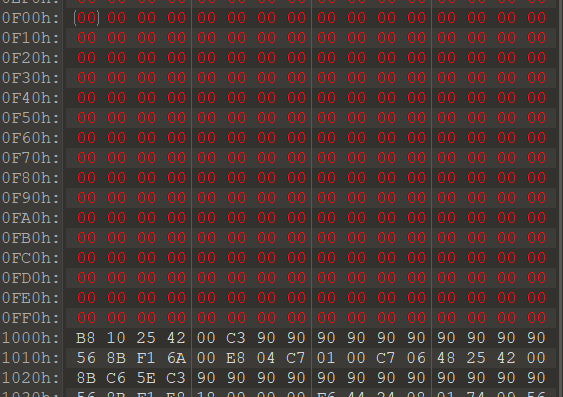 0F00h: 00 00 00 00 00 00 00 00 00 00 00 00 00 00 00 00
0F10h: 00 00 00 00 00 00 00 00 00 00 00 00 00 00 00 00
0F20h: 00 00 00 00 00 00 00 00 00 00 00 00 00 00 00 00
0F30h: 00 00 00 00 00 00 00 00 00 00 00 00 00 00 00 00
0F40h: 00 00 00 00 00 00 00 00 00 00 00 00 00 00 00 00
0F50h: 00 00 00 00 00 00 00 00 00 00 00 00 00 00 00 00
0F60h: 00 00 00 00 00 00 00 00 00 00 00 00 00 00 00 00
0F70h: 00 00 00 00 00 00 00 00 00 00 00 00 00 00 00 00
0F80h: 00 00 00 00 00 00 00 00 00 00 00 00 00 00 00 00
0F90h: 00 00 00 00 00 00 00 00 00 00 00 00 00 00 00 00
0FA0h: 00 00 00 00 00 00 00 00 00 00 00 00 00 00 00 00
0FB0h: 00 00 00 00 00 00 00 00 00 00 00 00 00 00 00 00
0FC0h: 00 00 00 00 00 00 00 00 00 00 00 00 00 00 00 00
0FD0h: 00 00 00 00 00 00 00 00 00 00 00 00 00 00 00 00
0FE0h: 00 00 00 00 00 00 00 00 00 00 00 00 00 00 00 00
0FF0h: 00 00 00 00 00 00 00 00 00 00 00 00 00 00 00 00
1000h: B8 10 25 42 00 C3 90 90 90 90 90 90 90 90 90 90
1010h: 56 8B F1 6A 00 E8 04 C7 01 00 C7 06 48 25 42 00
1020h: 8B C6 5E C3 90 90 90 90 90 90 90 90 90 90 90 90